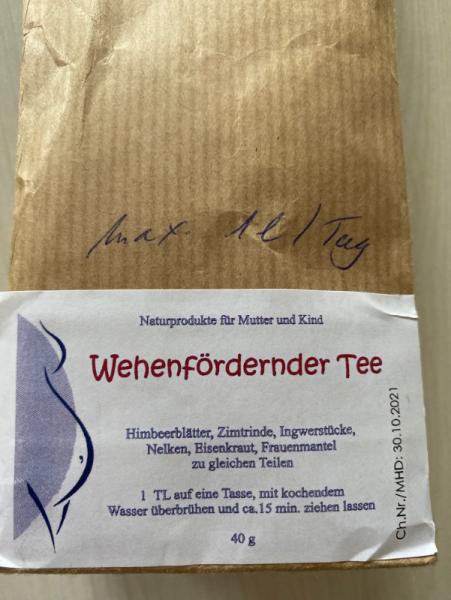 max. 1l/Tag
Naturprodukte für Mutter und Kind
Wehenfördernder Tee
Himbeerblätter, Zimtrinde, Ingwerstücke,
Nelken, Eisenkraut, Frauenmantel
zu gleichen Teilen
1 TL auf eine Tasse, mit kochendem
Wasser überbrühen und ca.15 min. ziehen lassen
40 g
Ch.Nr./MHD: 30.10.2021